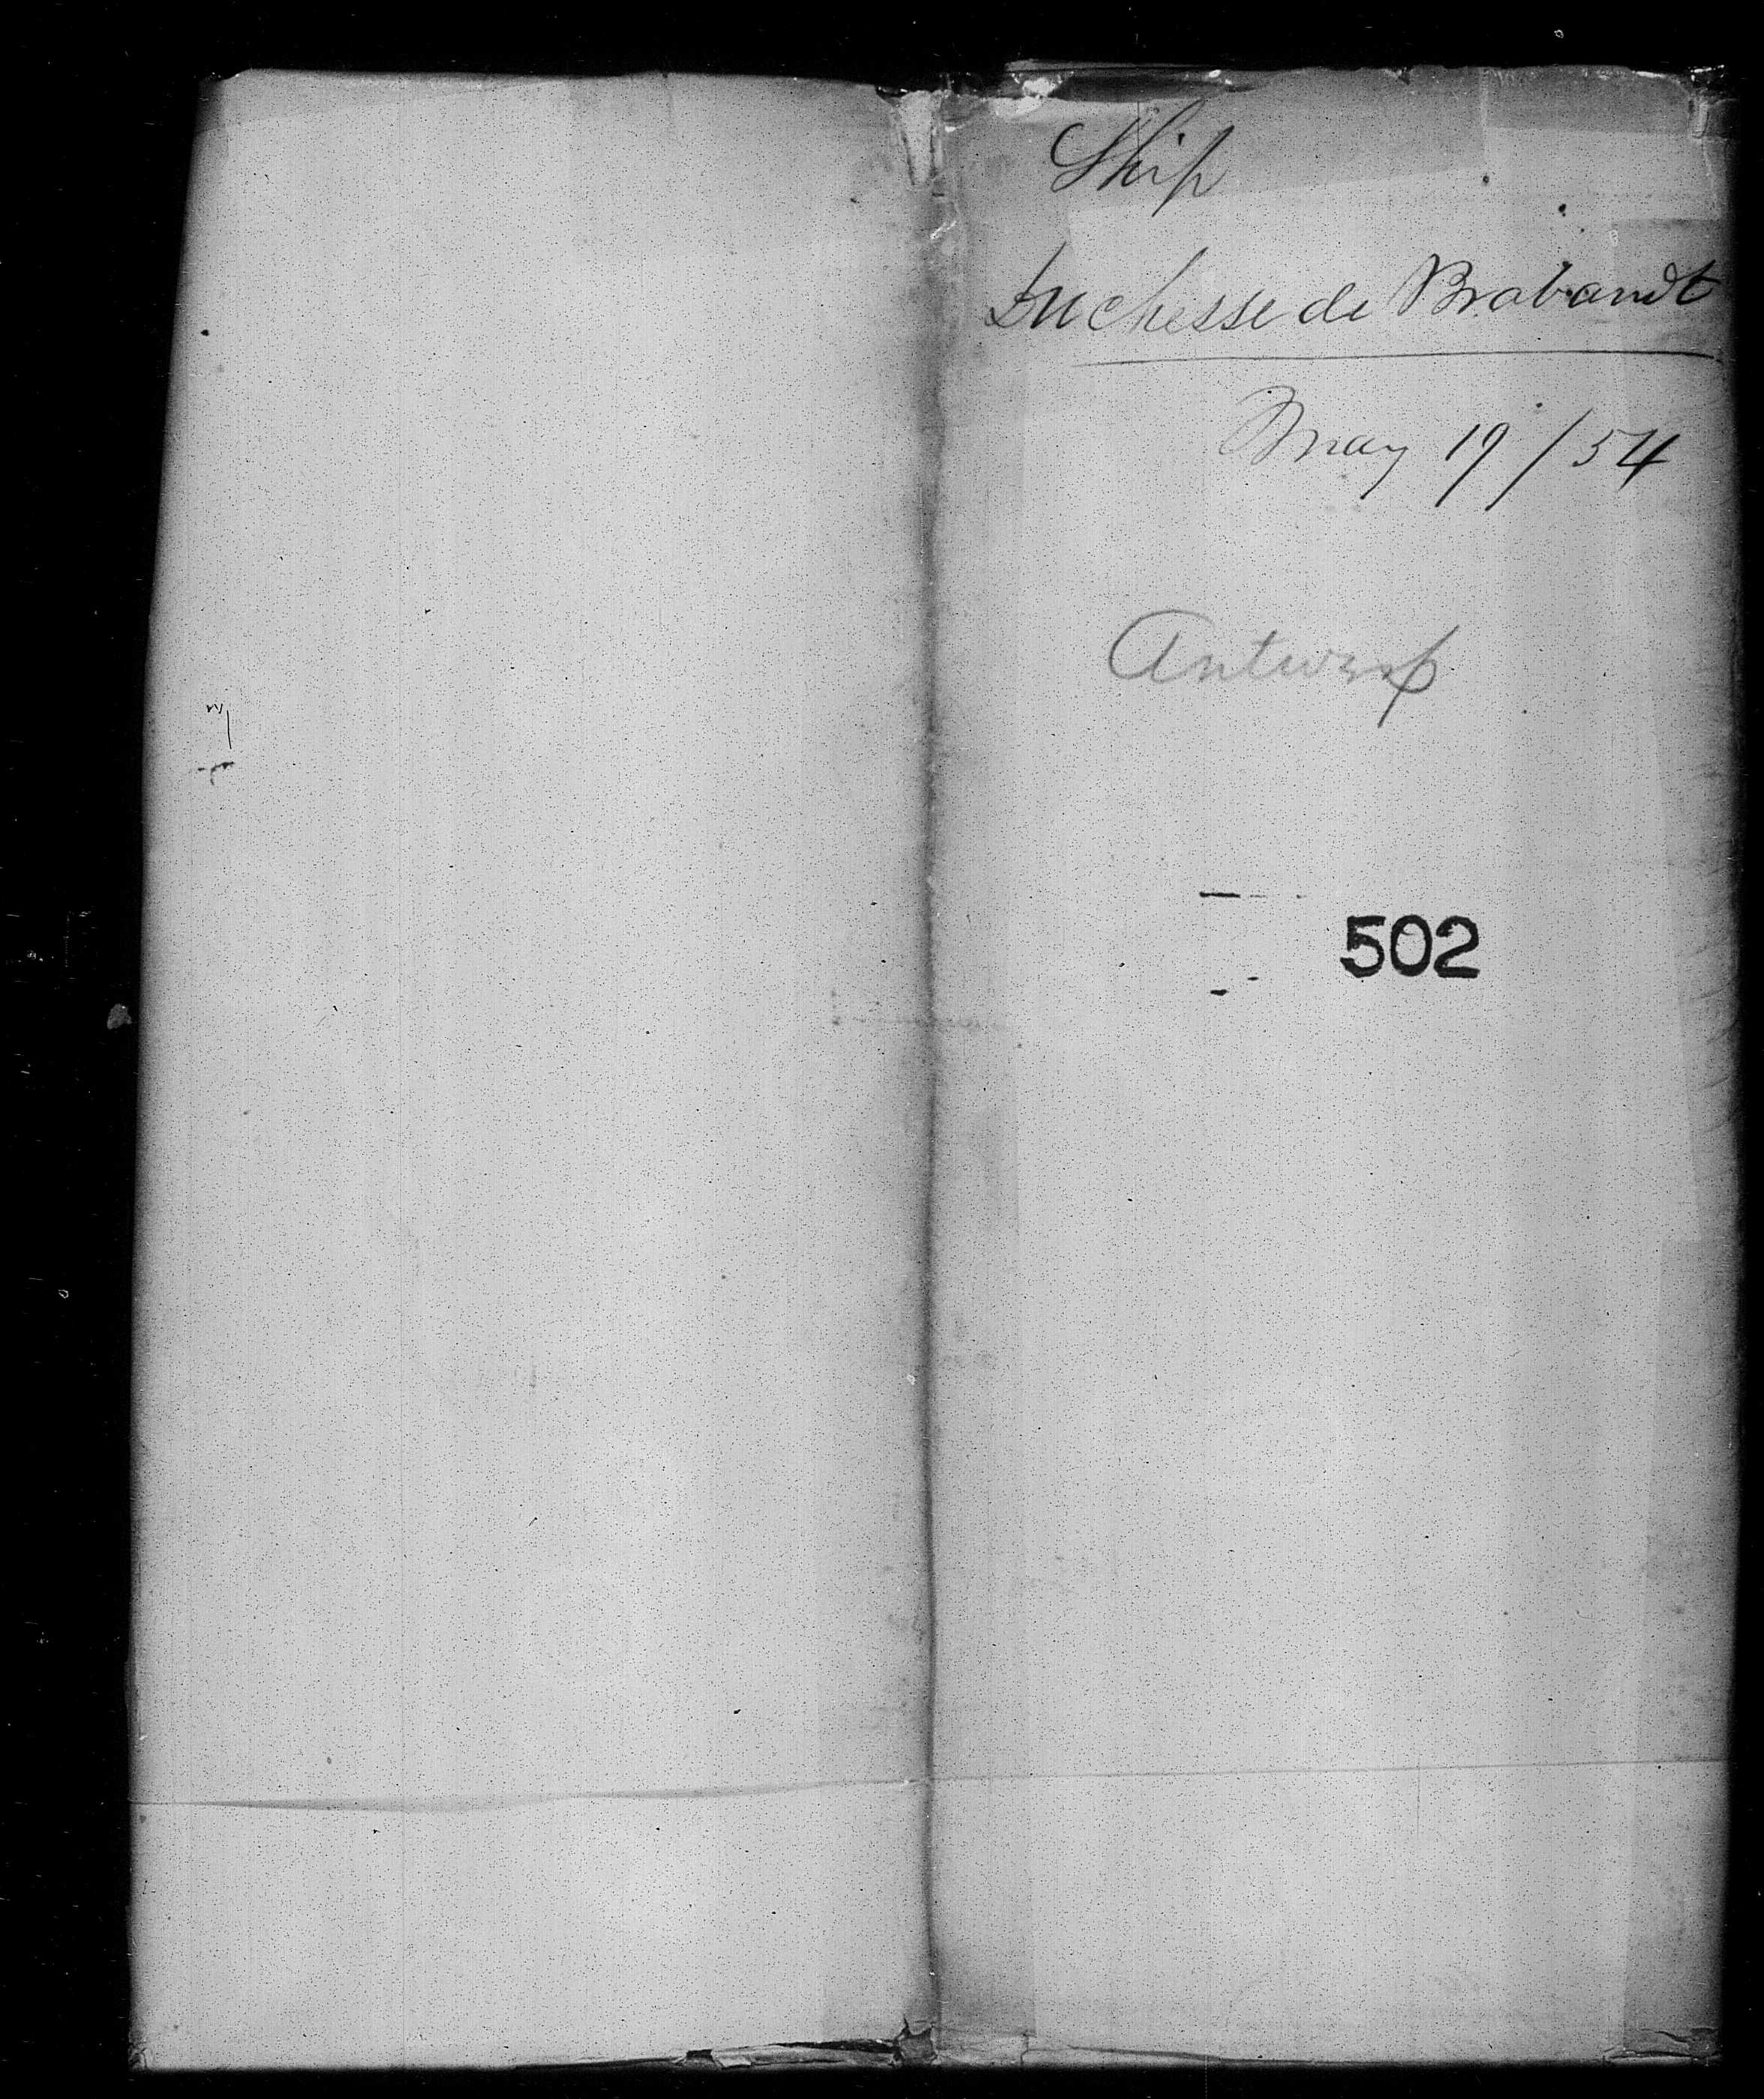 Ship
Duchesse de Brabandt
May 19/54
Antwerp
502